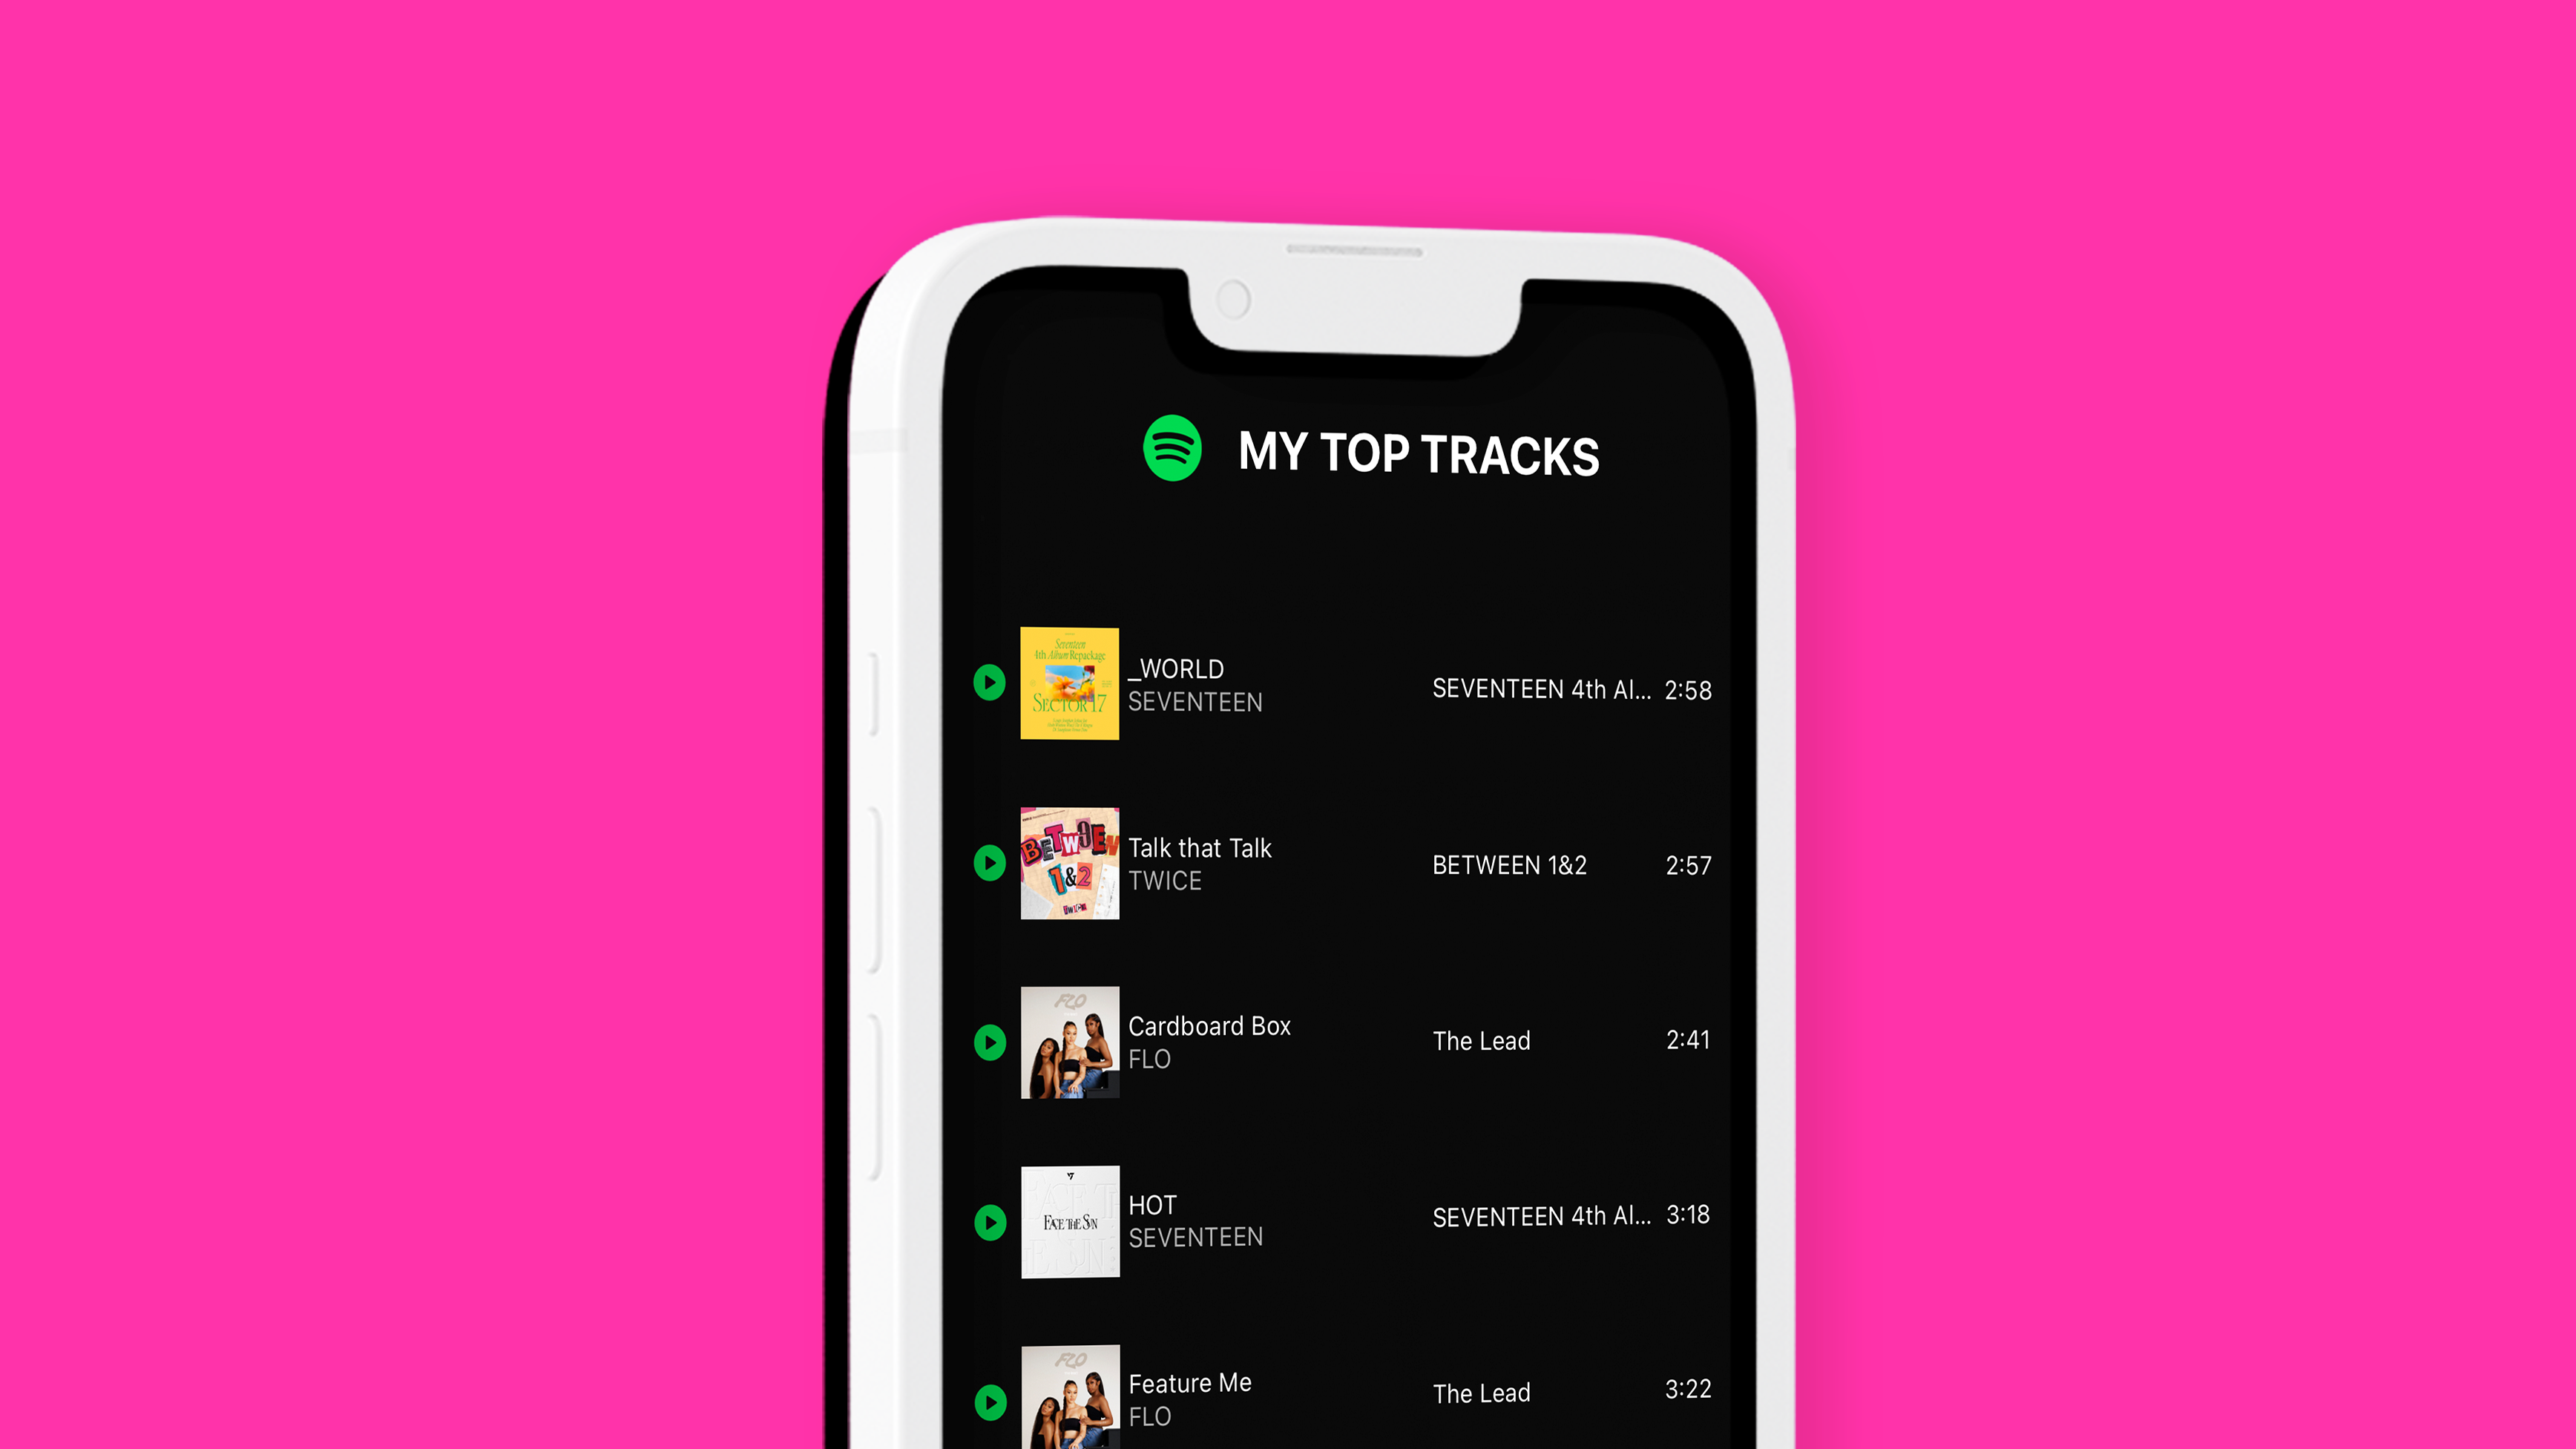 MY TOP TRACKS
Seventeen
4th Album Repackage
SECTOR 17
_WORLD
SEVENTEEN
SEVENTEEN 4th Al... 2:58
BETW9EN
1&2
TWICE
Talk that Talk
TWICE
BETWEEN 1&2 2:57
FLO
Cardboard Box
FLO
The Lead 2:41
FACE THE SUN
HOT
SEVENTEEN
SEVENTEEN 4th Al... 3:18
FLO
Feature Me
FLO
The Lead 3:22